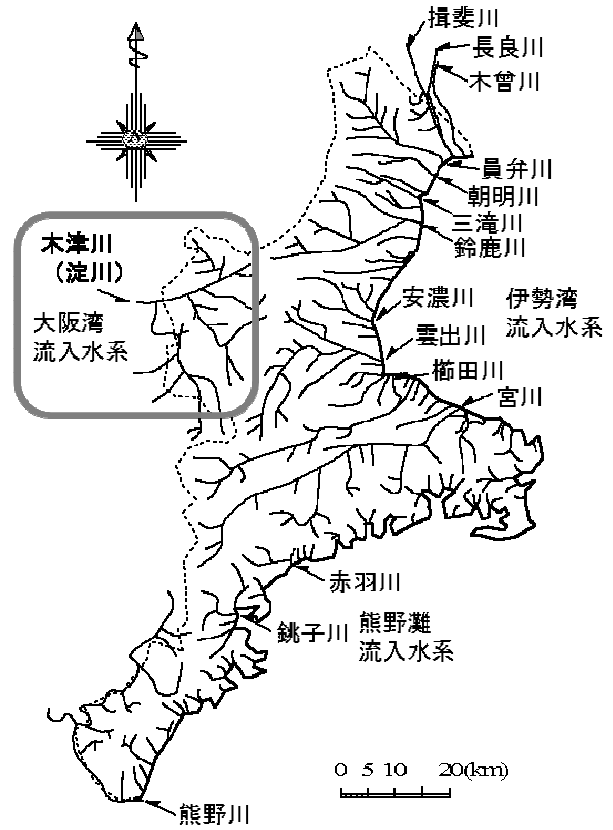 揖斐川
長良川
木曾川
員弁川
朝明川
三滝川
鈴鹿川
木津川
（淀川）
大阪湾
流入水系
安濃川
伊勢湾
流入水系
雲出川
櫛田川
宮川
赤羽川
銚子川
熊野灘
流入水系
0 5 10 20(km)
熊野川